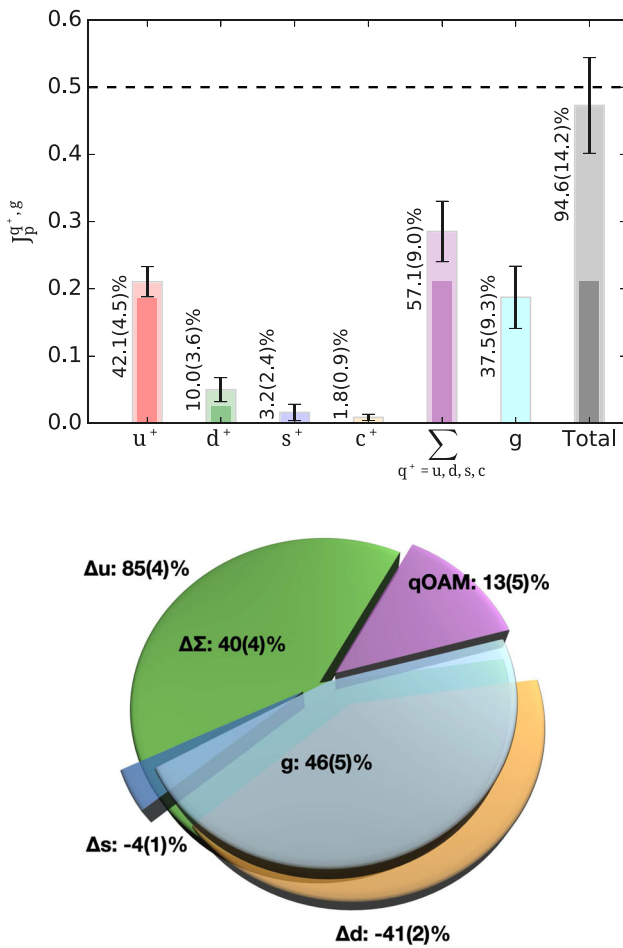 0.6
0.5
0.4
0.3
0.2
0.1
0.0
J_p^{q⁺, g}
42.1(4.5)%
10.0(3.6)%
3.2(2.4)%
1.8(0.9)%
57.1(9.0)%
37.5(9.3)%
94.6(14.2)%
u⁺ d⁺ s⁺ c⁺ ∑ g Total
q⁺ = u, d, s, c
Δu: 85(4)%
qOAM: 13(5)%
ΔΣ: 40(4)%
g: 46(5)%
Δs: -4(1)%
Δd: -41(2)%